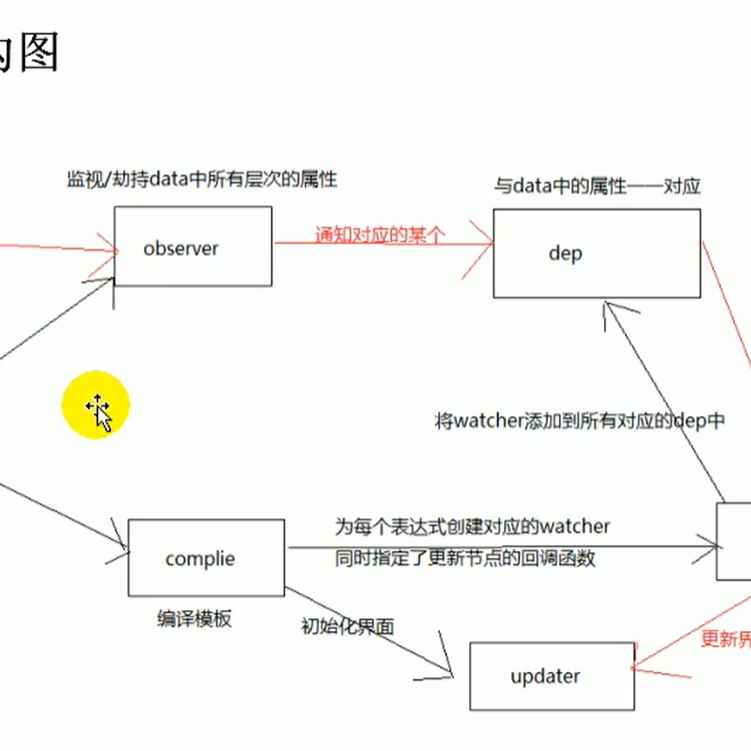 构图
监视/劫持data中所有层次的属性
与data中的属性一一对应
observer
通知对应的某个
dep
将watcher添加到所有对应的dep中
为每个表达式创建对应的watcher
complie
同时指定了更新节点的回调函数
编译模板
初始化界面
更新界
updater